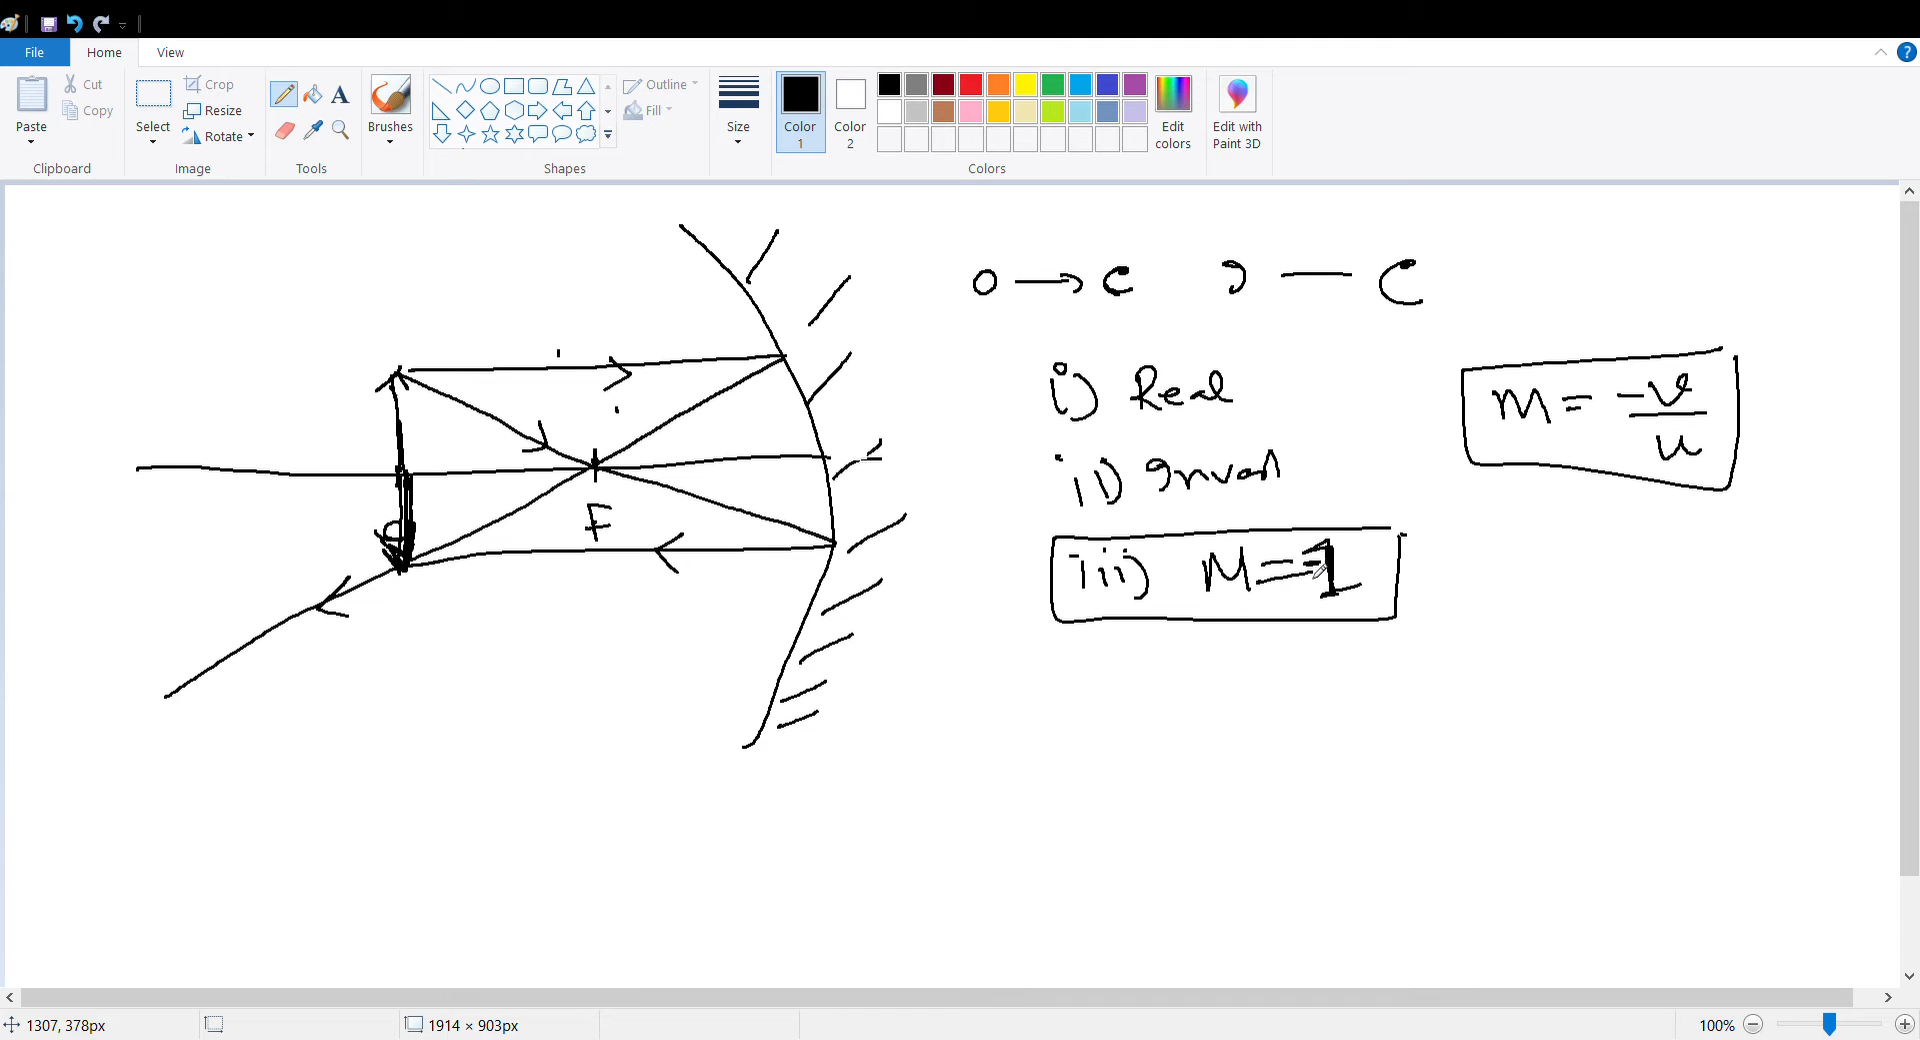 File Home View
Paste Cut Copy Clipboard
Select Crop Resize Rotate Image
Tools
Brushes
Outline Fill Shapes
Size
Color 1 Color 2 Edit colors Colors
Edit with Paint 3D
O → C — C
i) Real
m = -v/u
ii)
F
C
iii) M = -1
1307, 378px 1914 × 903px 100%